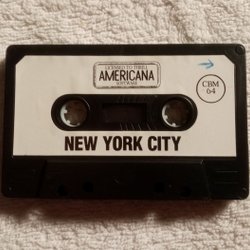 LICENSED TO THRILL
AMERICANA
SOFTWARE
CBM
64
NEW YORK CITY